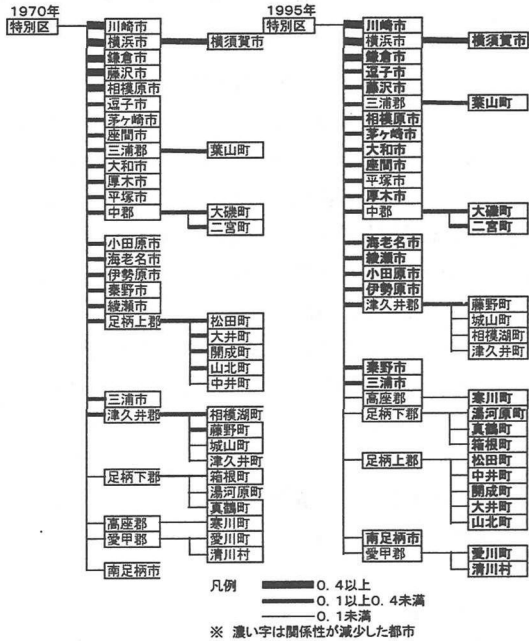 1970年
特別区
川崎市
横浜市
横須賀市
鎌倉市
藤沢市
相模原市
逗子市
茅ヶ崎市
座間市
三浦郡
葉山町
大和市
厚木市
平塚市
中郡
大磯町
二宮町
小田原市
海老名市
伊勢原市
秦野市
綾瀬市
足柄上郡
松田町
大井町
開成町
山北町
中井町
三浦市
津久井郡
相模湖町
藤野町
城山町
津久井町
足柄下郡
箱根町
湯河原町
真鶴町
高座郡
寒川町
愛甲郡
愛川町
清川村
南足柄市
1995年
特別区
川崎市
横浜市
横須賀市
鎌倉市
逗子市
藤沢市
三浦郡
葉山町
相模原市
茅ヶ崎市
大和市
座間市
平塚市
厚木市
中郡
大磯町
二宮町
海老名市
綾瀬市
小田原市
伊勢原市
津久井郡
藤野町
城山町
相模湖町
津久井町
秦野市
三浦市
高座郡
寒川町
足柄下郡
湯河原町
真鶴町
箱根町
足柄上郡
松田町
中井町
開成町
大井町
山北町
南足柄市
愛甲郡
愛川町
清川村
凡例
0.4以上
0.1以上0.4未満
0.1未満
※ 濃い字は関係性が減少した都市